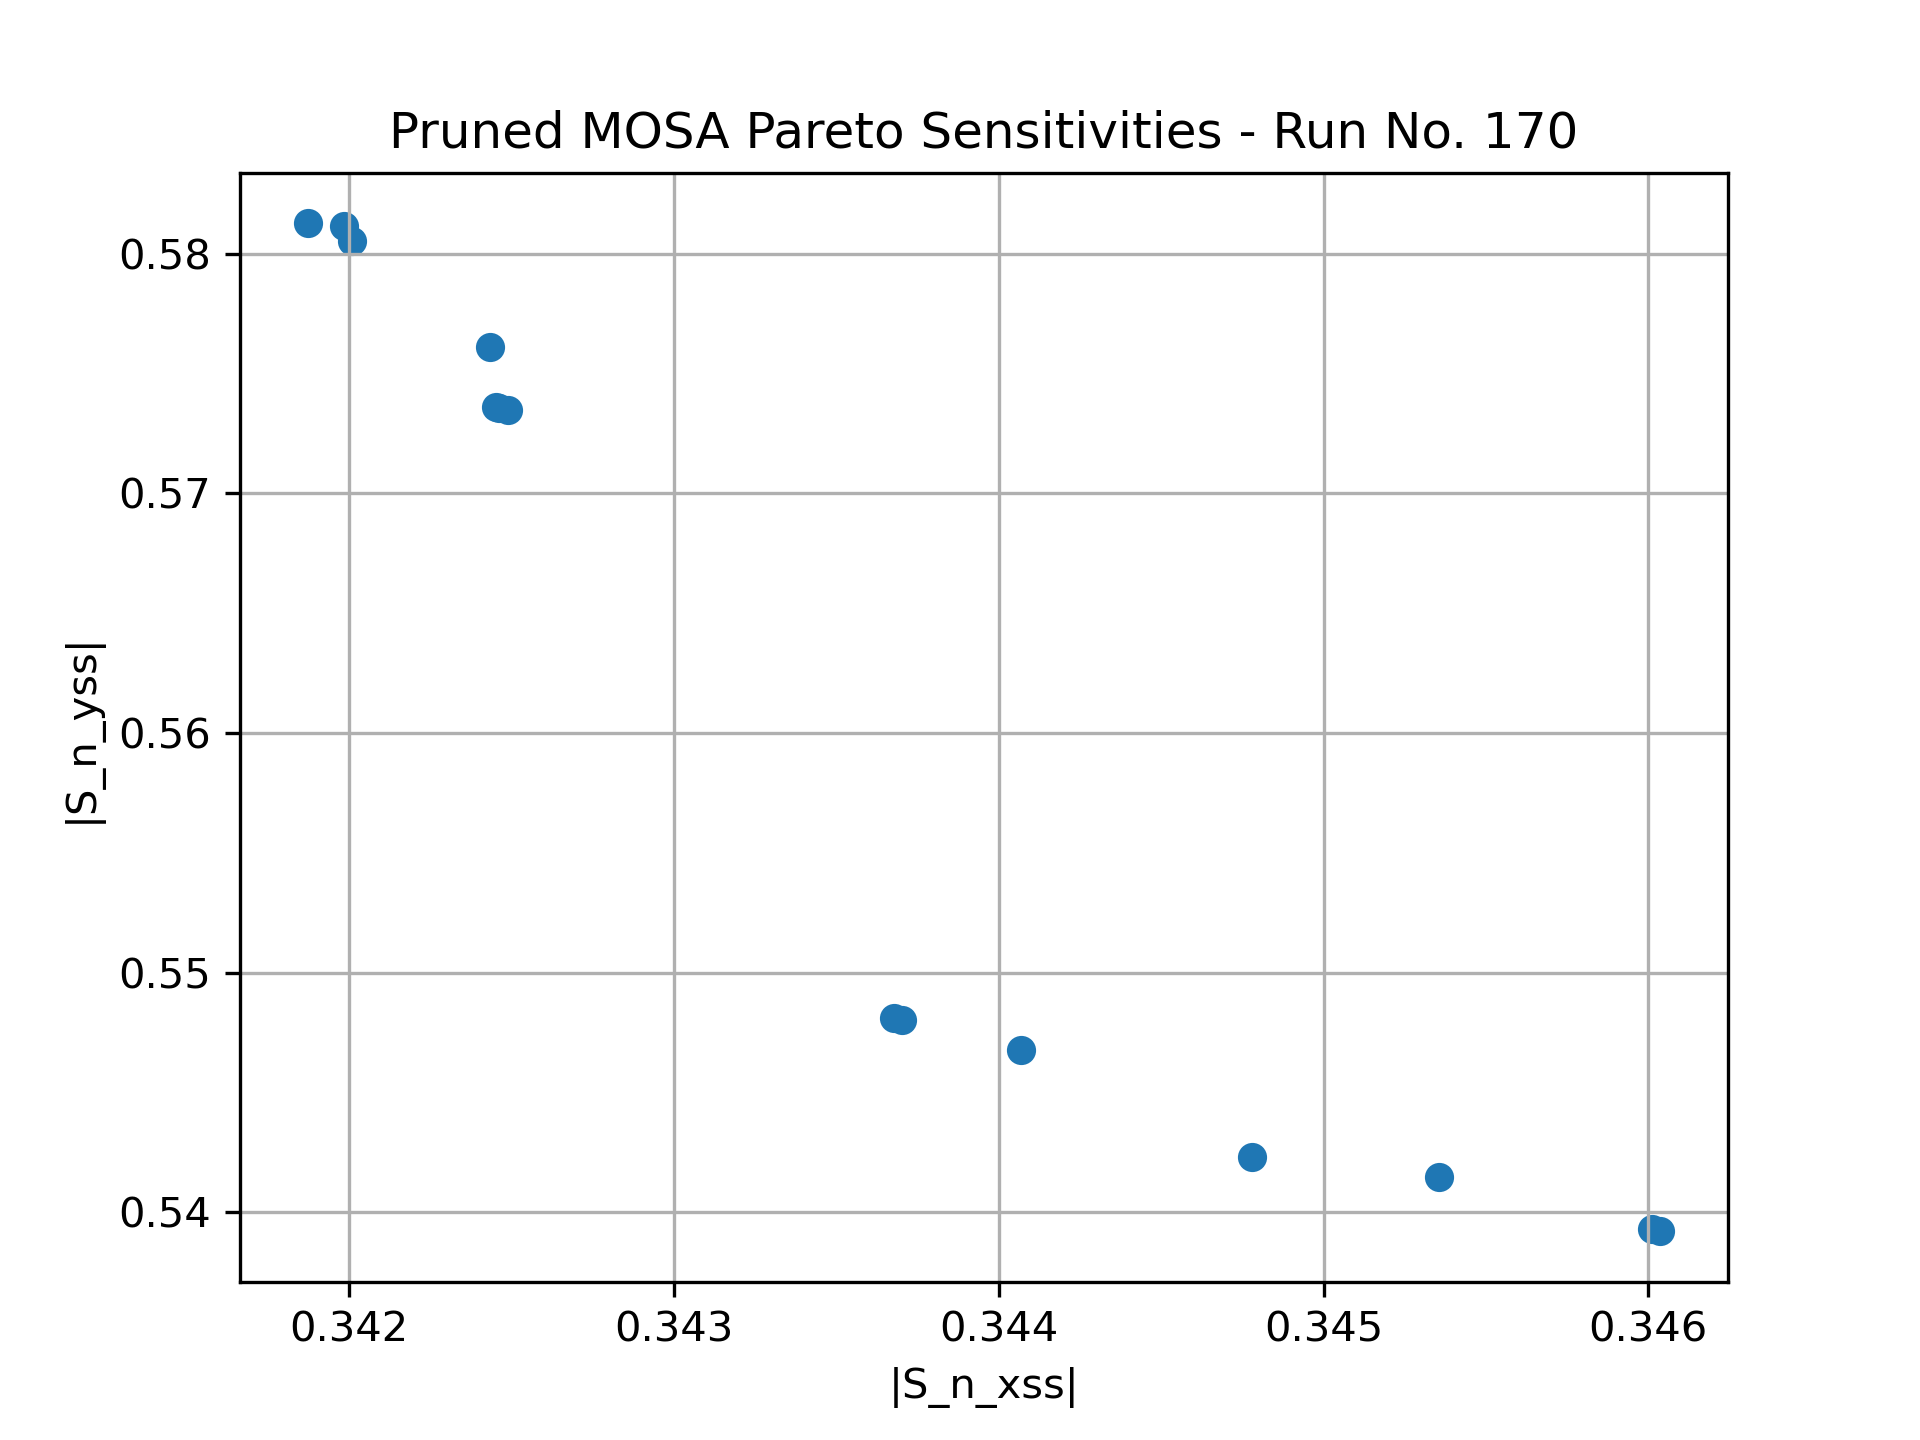 Pruned MOSA Pareto Sensitivities - Run No. 170
0.58
0.57
0.56
0.55
0.54
|S_n_yss|
0.342 0.343 0.344 0.345 0.346
|S_n_xss|